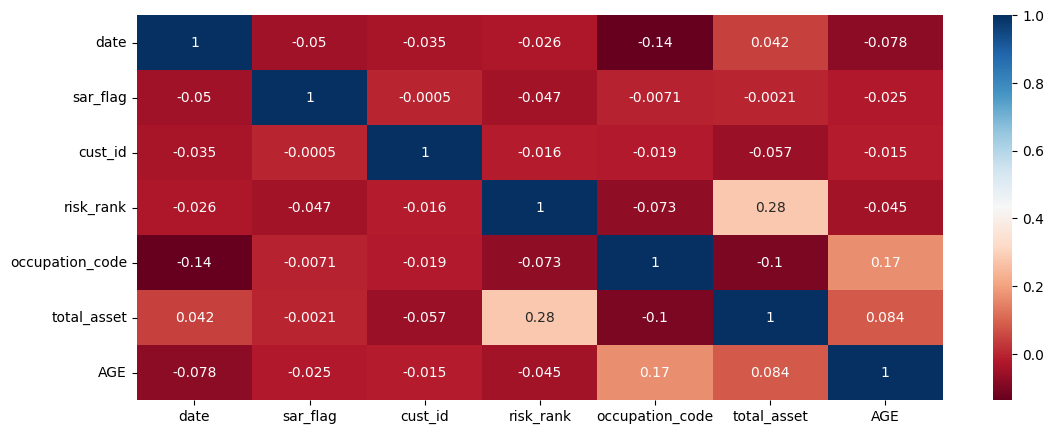 date 1 -0.05 -0.035 -0.026 -0.14 0.042 -0.078
sar_flag -0.05 1 -0.0005 -0.047 -0.0071 -0.0021 -0.025
cust_id -0.035 -0.0005 1 -0.016 -0.019 -0.057 -0.015
risk_rank -0.026 -0.047 -0.016 1 -0.073 0.28 -0.045
occupation_code -0.14 -0.0071 -0.019 -0.073 1 -0.1 0.17
total_asset 0.042 -0.0021 -0.057 0.28 -0.1 1 0.084
AGE -0.078 -0.025 -0.015 -0.045 0.17 0.084 1
date sar_flag cust_id risk_rank occupation_code total_asset AGE
1.0
0.8
0.6
0.4
0.2
0.0